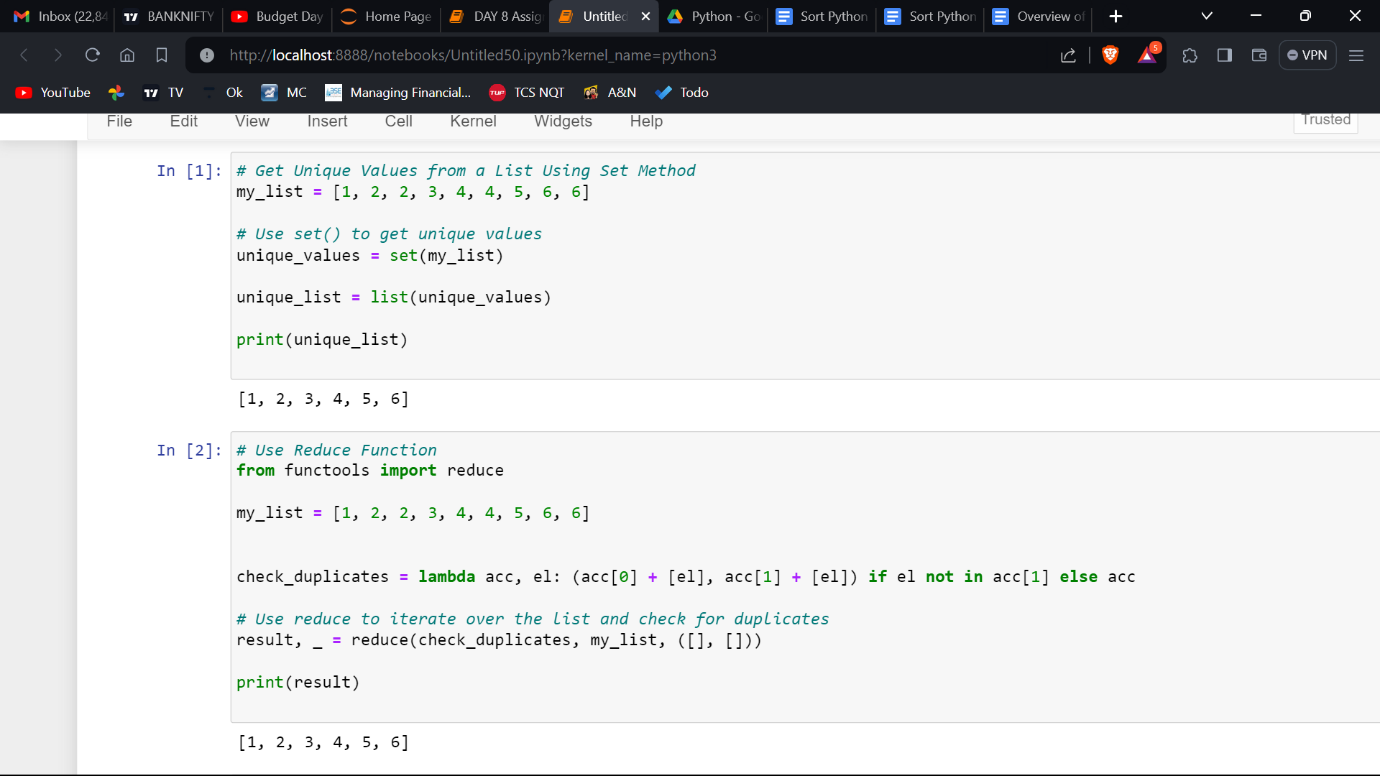 Inbox (22,84
BANKNIFTY
Budget Day
Home Page
DAY 8 Assig
Untitled
Python - Go
Sort Python
Sort Python
Overview of
http://localhost:8888/notebooks/Untitled50.ipynb?kernel_name=python3
5
VPN
YouTube
TV
Ok
MC
Managing Financial...
TCS NQT
A&N
Todo
File Edit View Insert Cell Kernel Widgets Help
Trusted
In [1]: # Get Unique Values from a List Using Set Method
my_list = [1, 2, 2, 3, 4, 4, 5, 6, 6]
# Use set() to get unique values
unique_values = set(my_list)
unique_list = list(unique_values)
print(unique_list)
[1, 2, 3, 4, 5, 6]
In [2]: # Use Reduce Function
from functools import reduce
my_list = [1, 2, 2, 3, 4, 4, 5, 6, 6]
check_duplicates = lambda acc, el: (acc[0] + [el], acc[1] + [el]) if el not in acc[1] else acc
# Use reduce to iterate over the list and check for duplicates
result, _ = reduce(check_duplicates, my_list, ([], []))
print(result)
[1, 2, 3, 4, 5, 6]